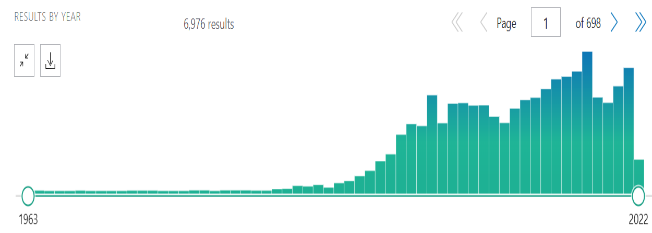 RESULTS BY YEAR
6,976 results
Page 1 of 698
1963
2022